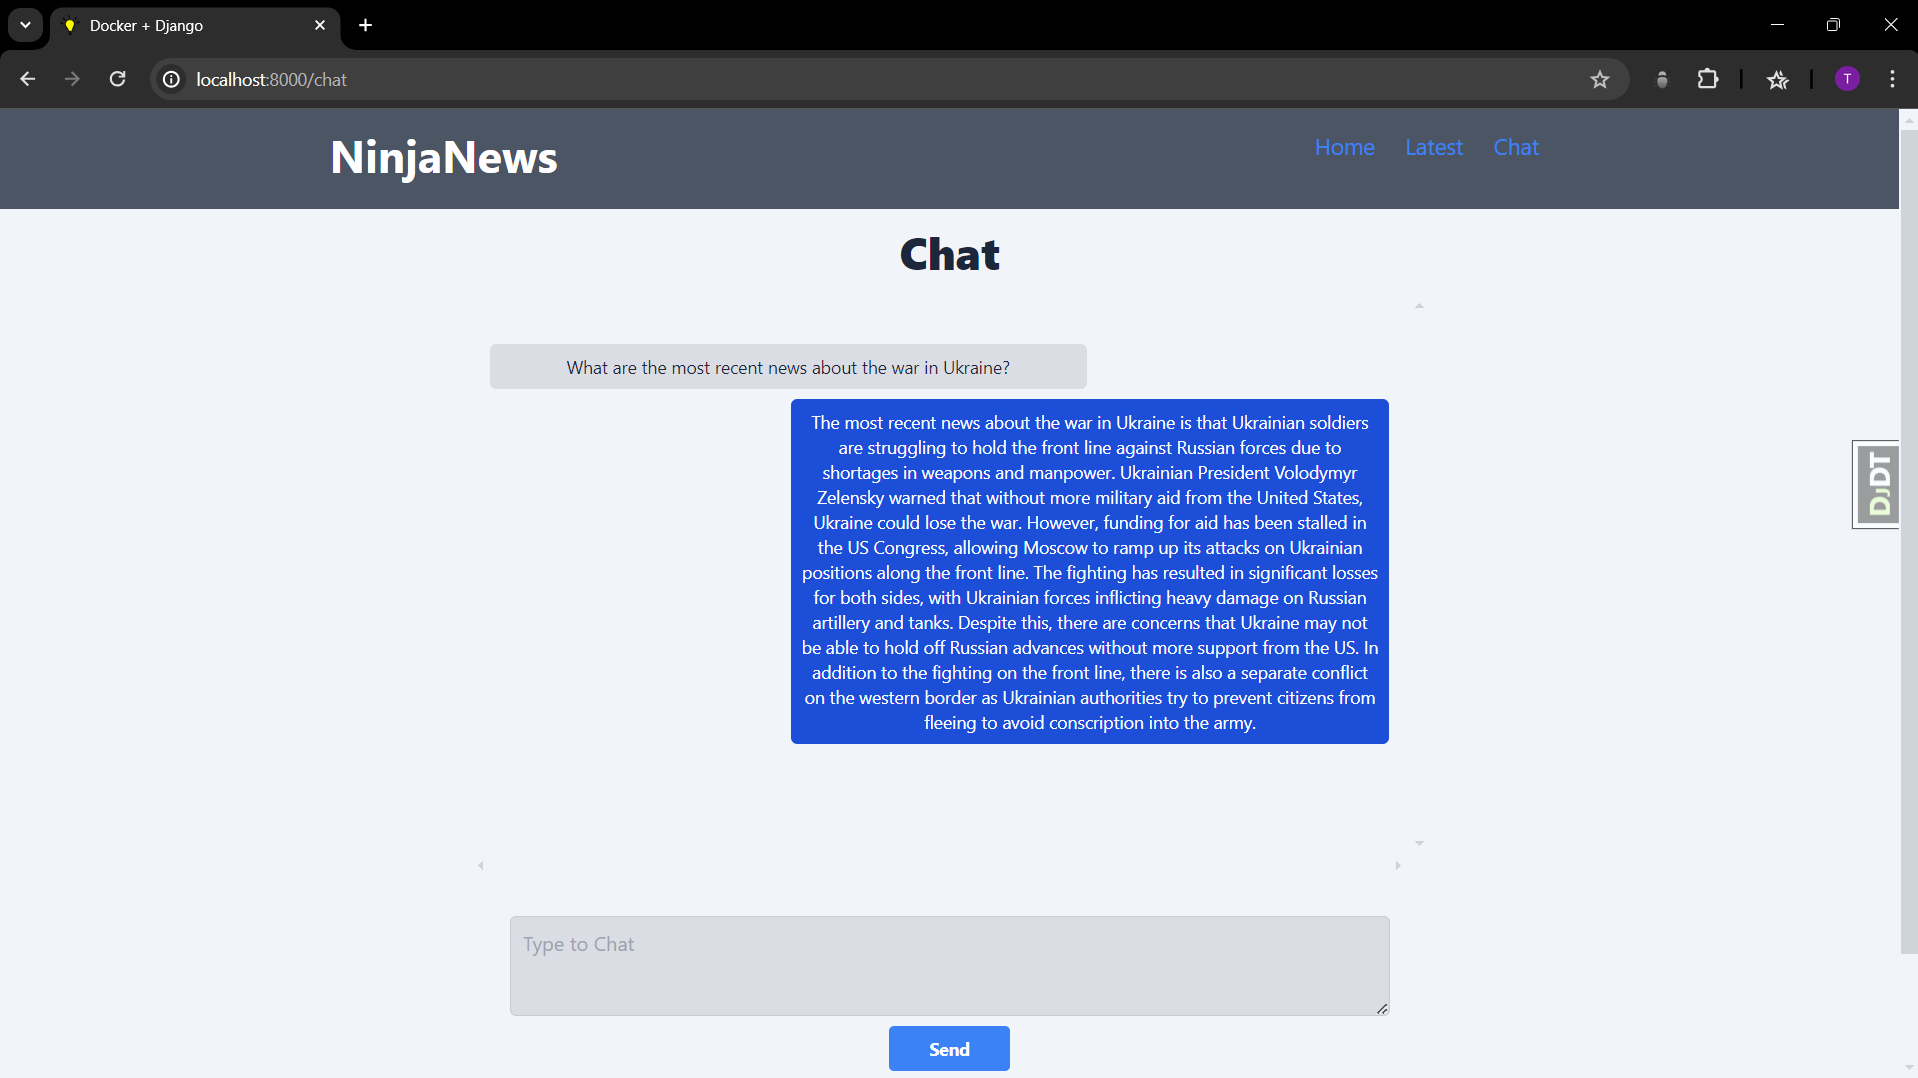 Docker + Django
localhost:8000/chat
T
NinjaNews
Home Latest Chat
Chat
What are the most recent news about the war in Ukraine?
The most recent news about the war in Ukraine is that Ukrainian soldiers
are struggling to hold the front line against Russian forces due to
shortages in weapons and manpower. Ukrainian President Volodymyr
Zelensky warned that without more military aid from the United States,
Ukraine could lose the war. However, funding for aid has been stalled in
the US Congress, allowing Moscow to ramp up its attacks on Ukrainian
positions along the front line. The fighting has resulted in significant losses
for both sides, with Ukrainian forces inflicting heavy damage on Russian
artillery and tanks. Despite this, there are concerns that Ukraine may not
be able to hold off Russian advances without more support from the US. In
addition to the fighting on the front line, there is also a separate conflict
on the western border as Ukrainian authorities try to prevent citizens from
fleeing to avoid conscription into the army.
DJDT
Type to Chat
Send